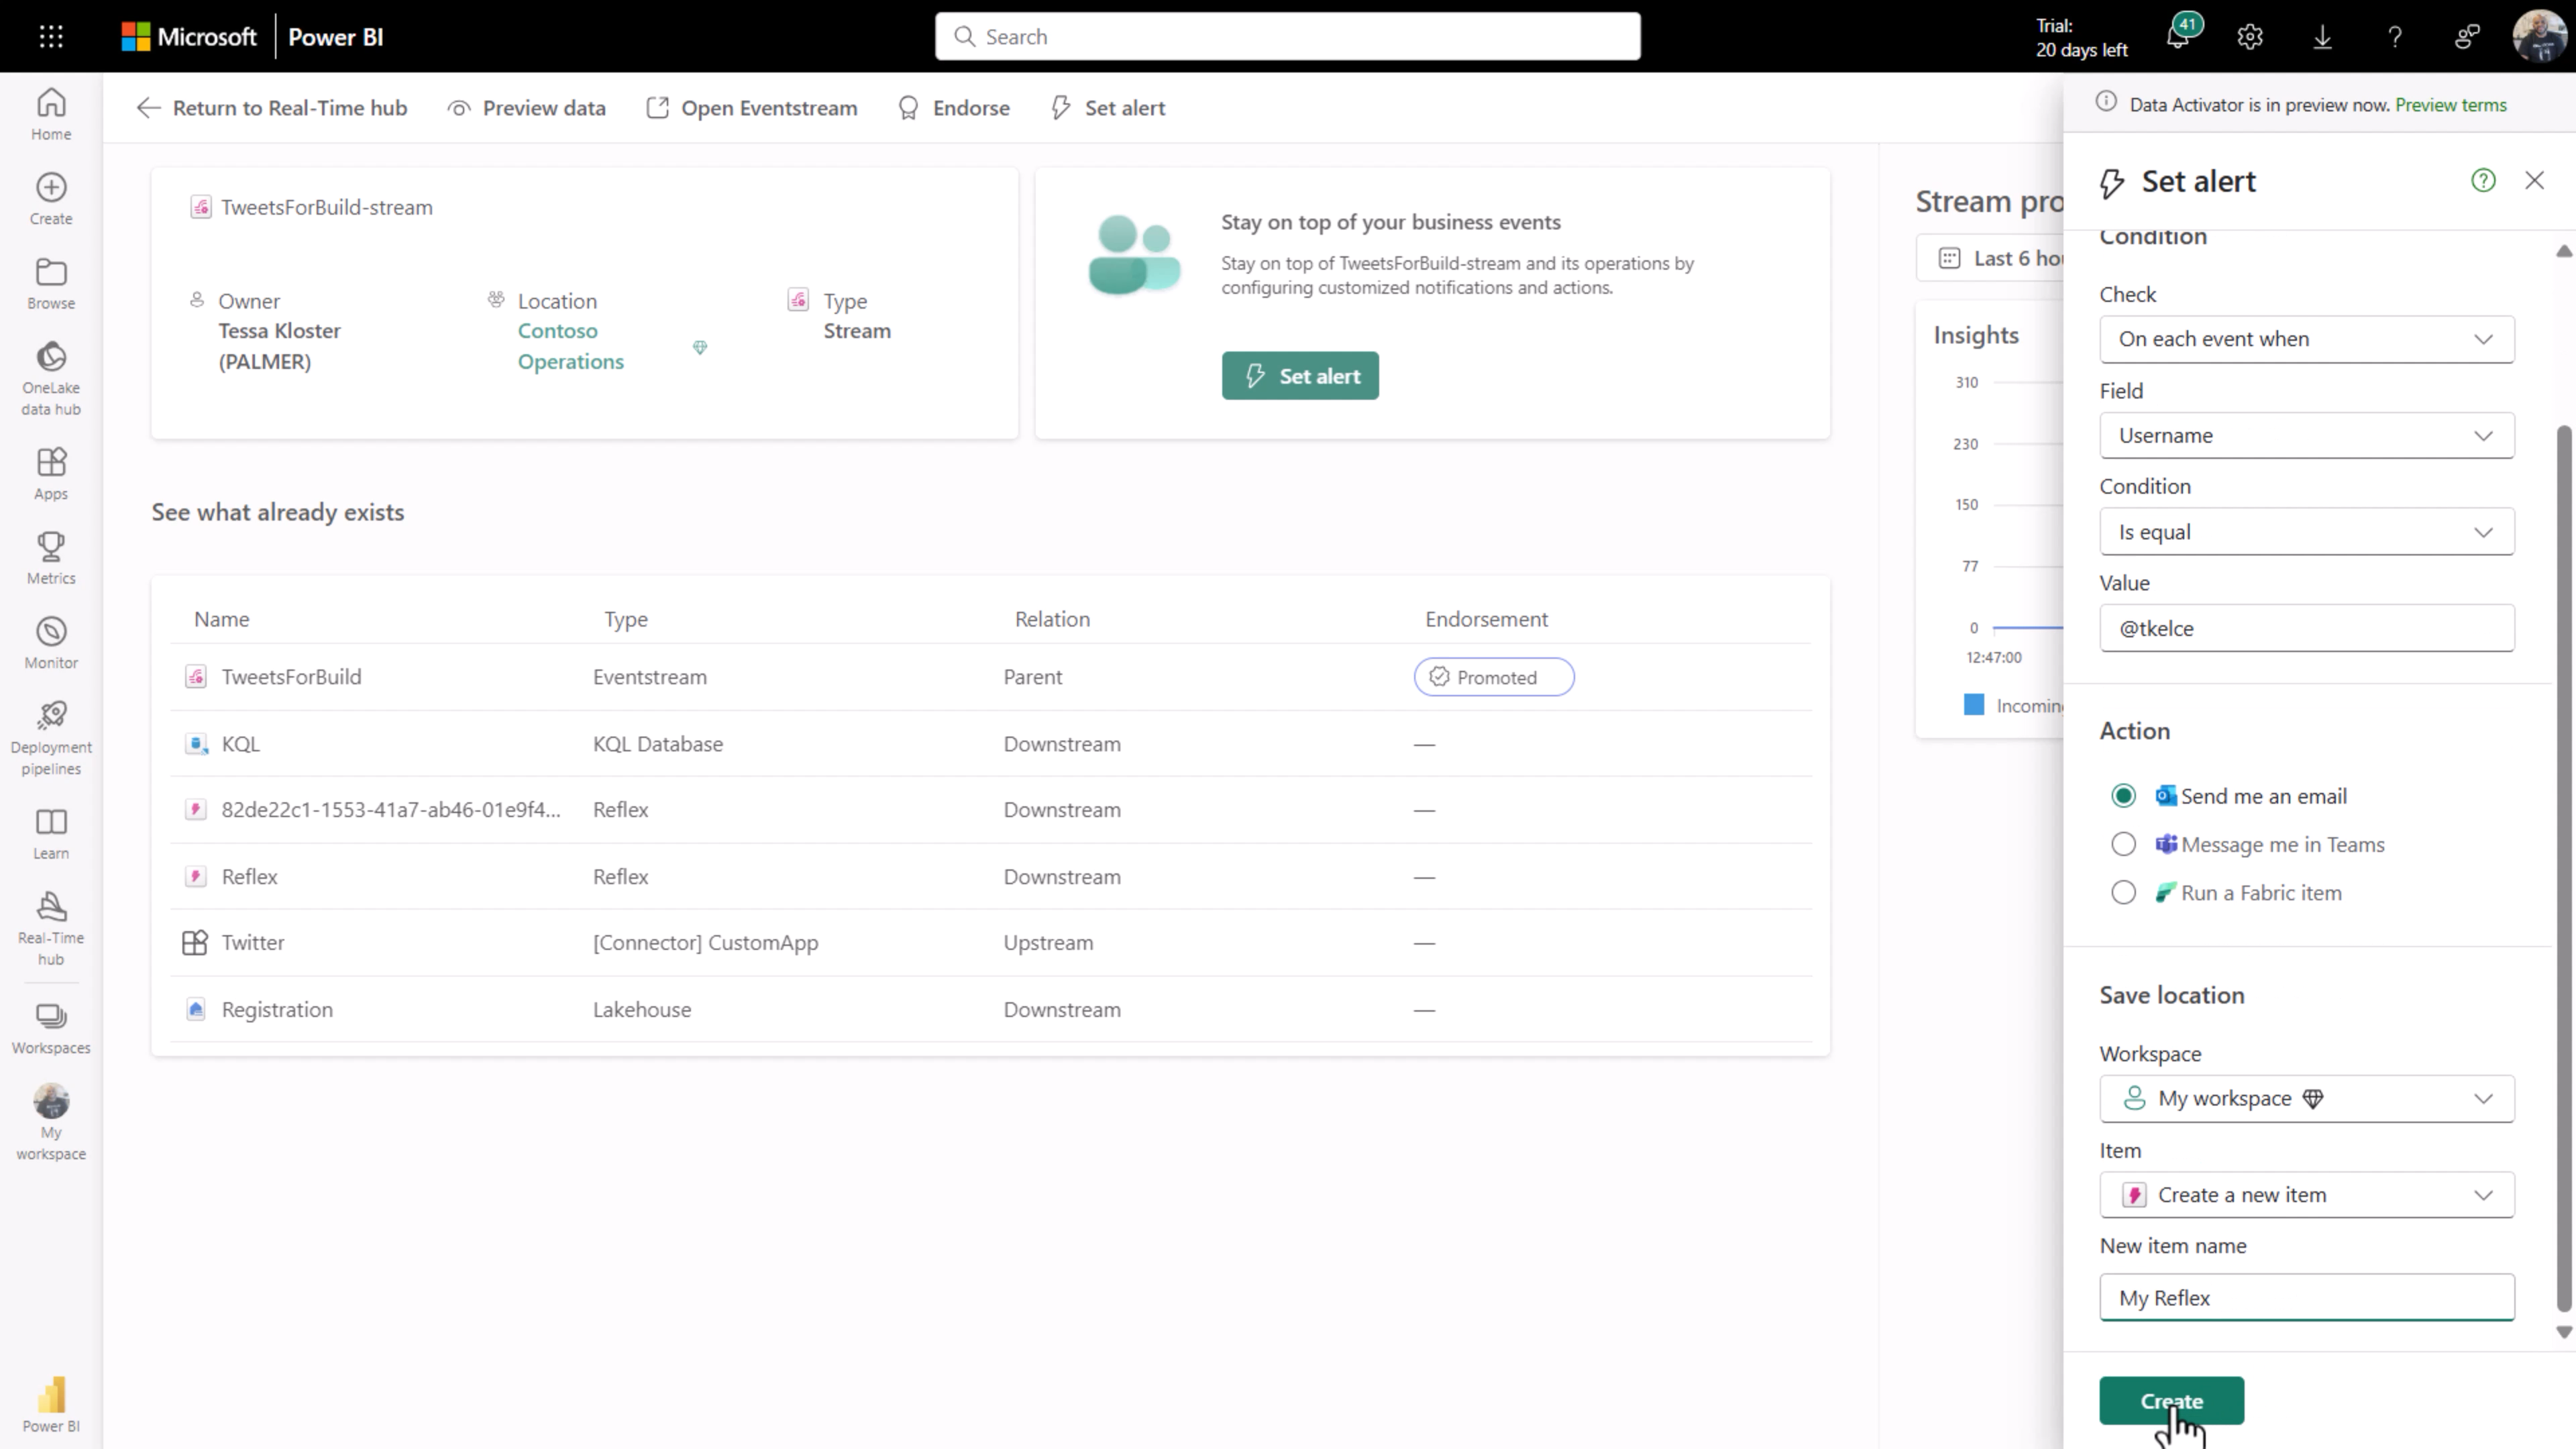 Microsoft Power BI
Search
Trial:
20 days left
41
Home
Create
Browse
OneLake
data hub
Apps
Metrics
Monitor
Deployment
pipelines
Learn
Real-Time
hub
Workspaces
My
workspace
Power BI
Return to Real-Time hub Preview data Open Eventstream Endorse Set alert
TweetsForBuild-stream
Owner
Tessa Kloster
(PALMER)
Location
Contoso
Operations
Type
Stream
Stay on top of your business events
Stay on top of TweetsForBuild-stream and its operations by
configuring customized notifications and actions.
Set alert
See what already exists
Name Type Relation Endorsement
TweetsForBuild Eventstream Parent Promoted
KQL KQL Database Downstream —
82de22c1-1553-41a7-ab46-01e9f4... Reflex Downstream —
Reflex Reflex Downstream —
Twitter [Connector] CustomApp Upstream —
Registration Lakehouse Downstream —
Stream pro
Last 6 hou
Insights
310
230
150
77
0
12:47:00
Incoming
Data Activator is in preview now. Preview terms
Set alert
Condition
Check
On each event when
Field
Username
Condition
Is equal
Value
@tkelce
Action
Send me an email
Message me in Teams
Run a Fabric item
Save location
Workspace
My workspace
Item
Create a new item
New item name
My Reflex
Create